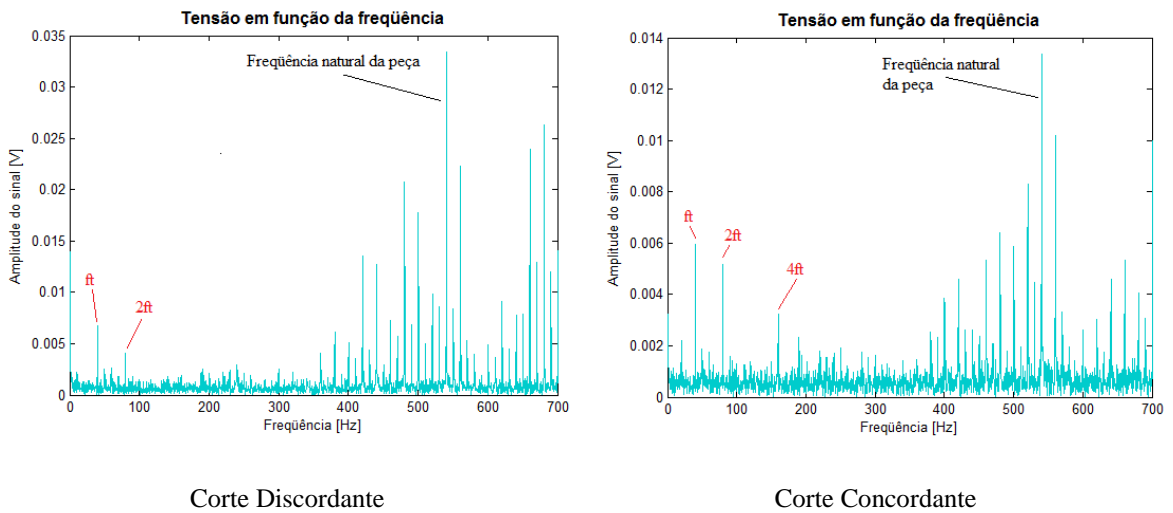 Tensão em função da freqüência
0.035
0.03
0.025
0.02
0.015
0.01
0.005
0
Amplitude do sinal [V]
Freqüência natural da peça
ft
2ft
0 100 200 300 400 500 600 700
Freqüência [Hz]
Corte Discordante
Tensão em função da freqüência
0.014
0.012
0.01
0.008
0.006
0.004
0.002
0
Amplitude do sinal [V]
Freqüência natural
da peça
ft
2ft
4ft
0 100 200 300 400 500 600 700
Freqüência [Hz]
Corte Concordante